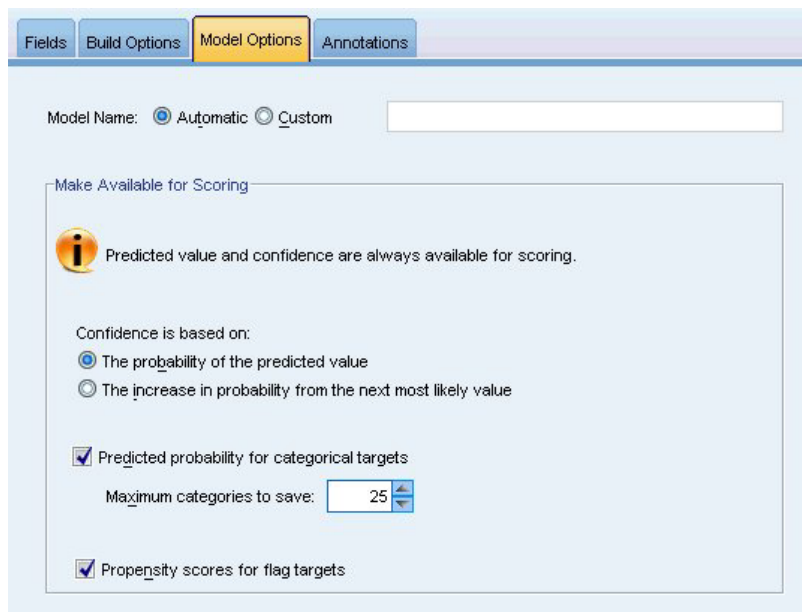 Fields Build Options Model Options Annotations
Model Name: Automatic Custom
Make Available for Scoring
Predicted value and confidence are always available for scoring.
Confidence is based on:
The probability of the predicted value
The increase in probability from the next most likely value
Predicted probability for categorical targets
Maximum categories to save: 25
Propensity scores for flag targets